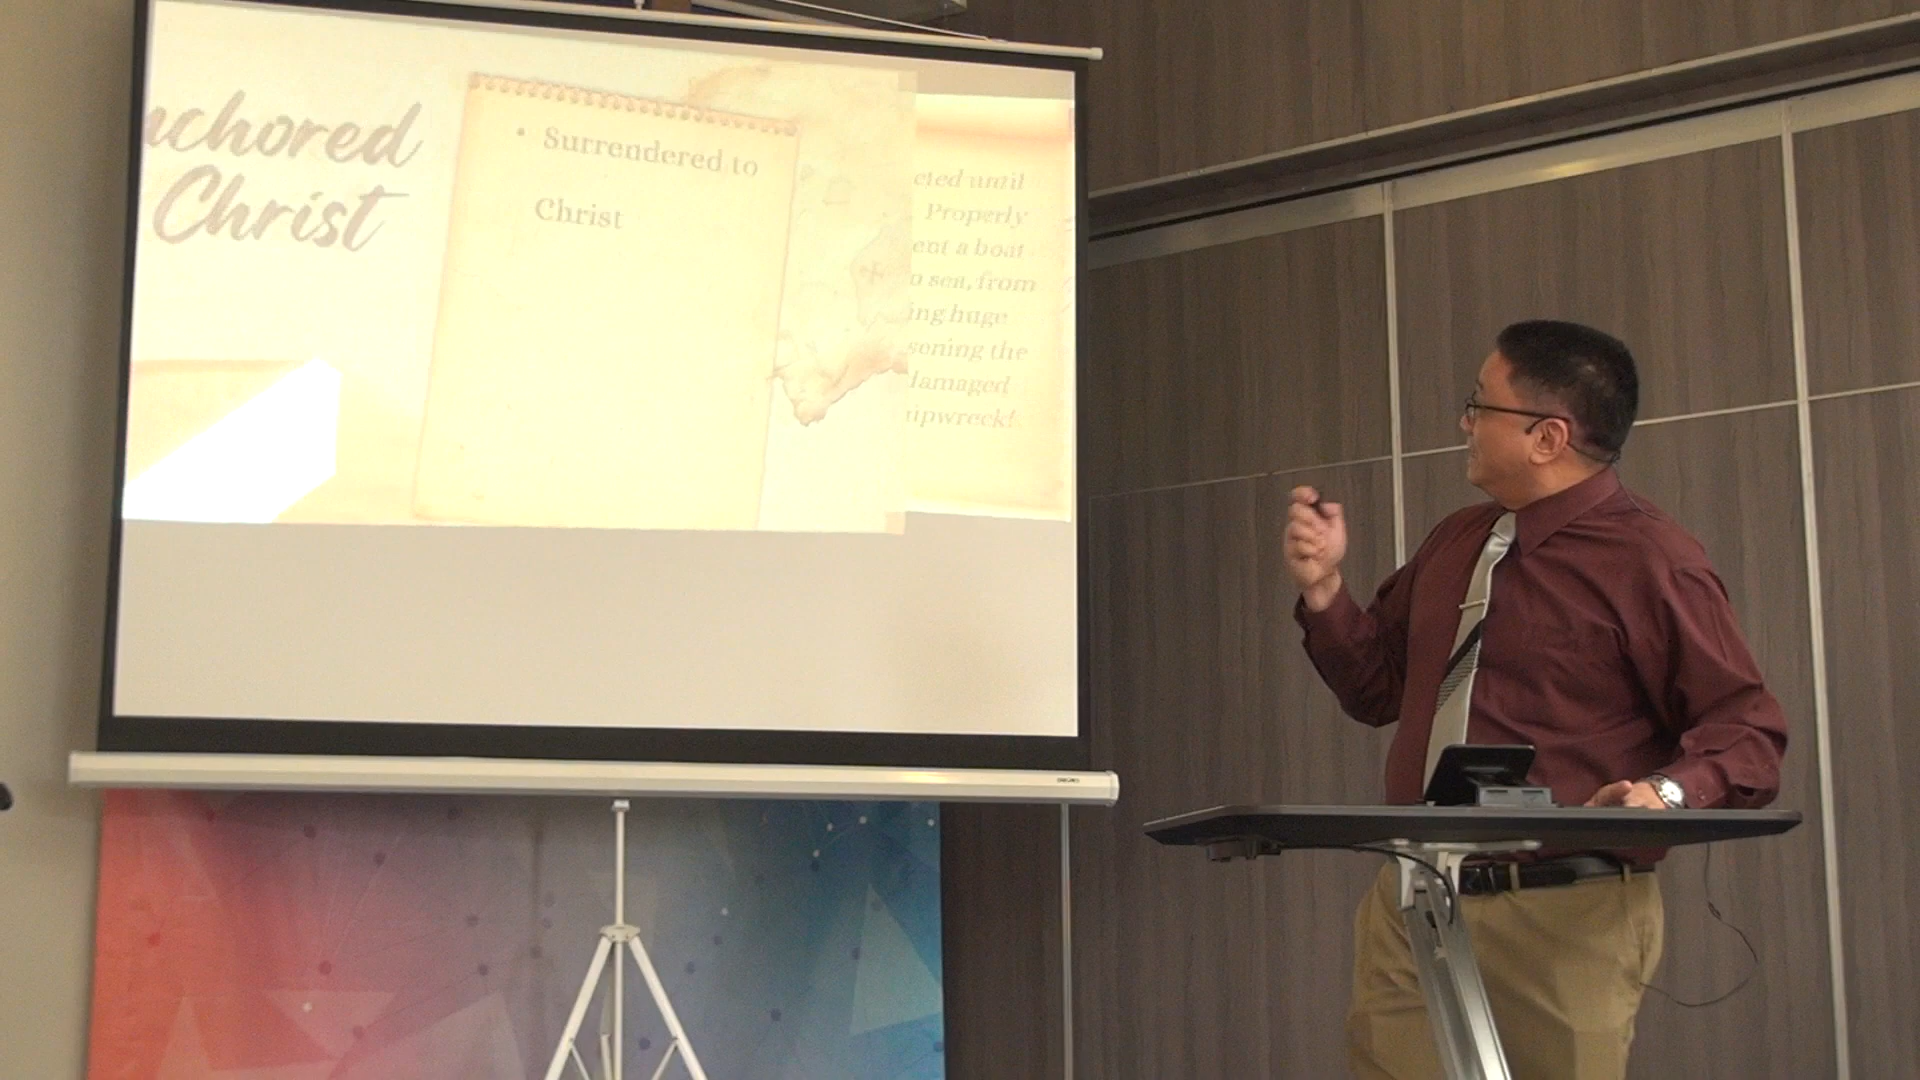 nchored
Christ
• Surrendered to
Christ
cted until
Properly
ent a boat
o sea, from
ing huge
sening the
damaged
ipwreck!